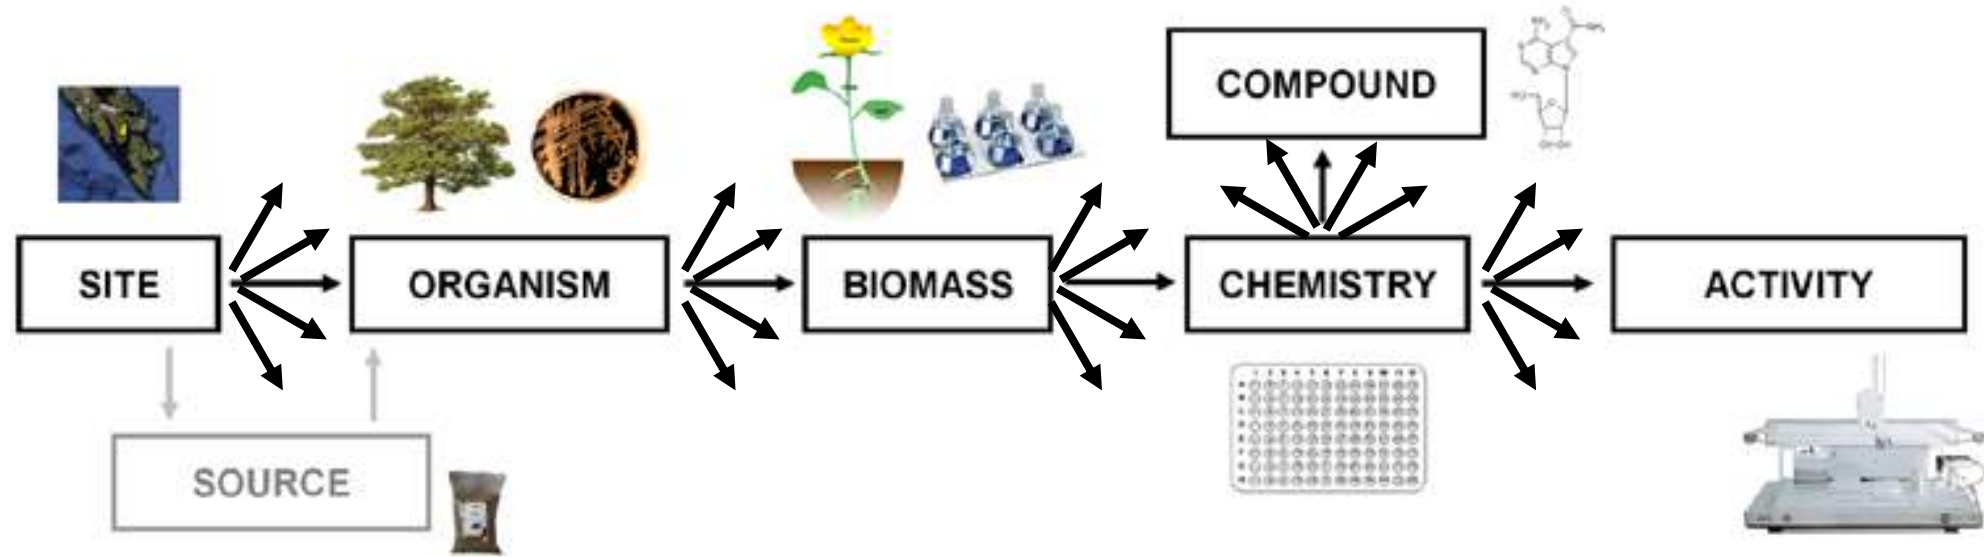 COMPOUND
SITE
ORGANISM
BIOMASS
CHEMISTRY
ACTIVITY
SOURCE